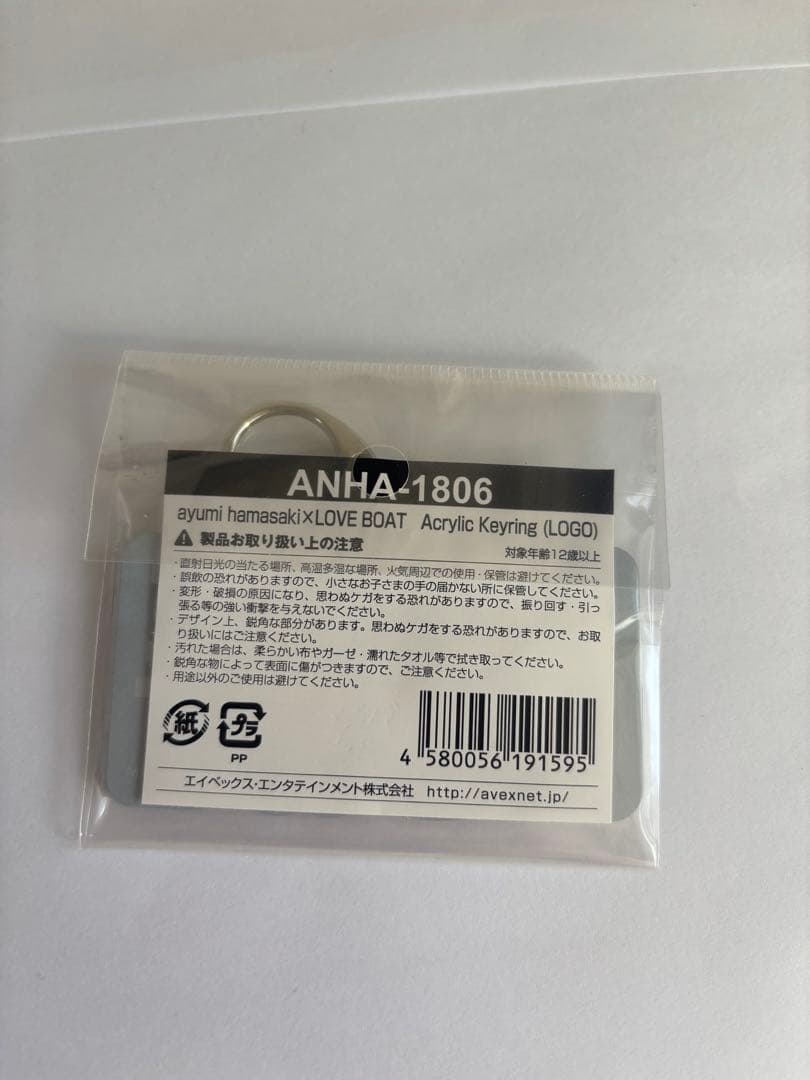 ANHA-1806
ayumi hamasaki×LOVE BOAT Acrylic Keyring (LOGO)
⚠ 製品お取り扱い上の注意 対象年齢12歳以上
・直射日光の当たる場所、高温多湿な場所、火気周辺での使用・保管は避けてください。
・誤飲の恐れがありますので、小さなお子さまの手の届かない所に保管してください。
・変形・破損の原因になり、思わぬケガをする恐れがありますので、振り回す・引っ
張る等の強い衝撃を与えないでください。
・デザイン上、鋭角な部分があります。思わぬケガをする恐れがありますので、お取
り扱いにはご注意ください。
・汚れた場合は、柔らかい布やガーゼ・濡れたタオル等で拭き取ってください。
・鋭角な物によって表面に傷がつきますので、ご注意ください。
・用途以外のご使用は避けてください。
紙 プラ
PP
4 580056 191595
エイベックス・エンタテインメント株式会社 http://avexnet.jp/